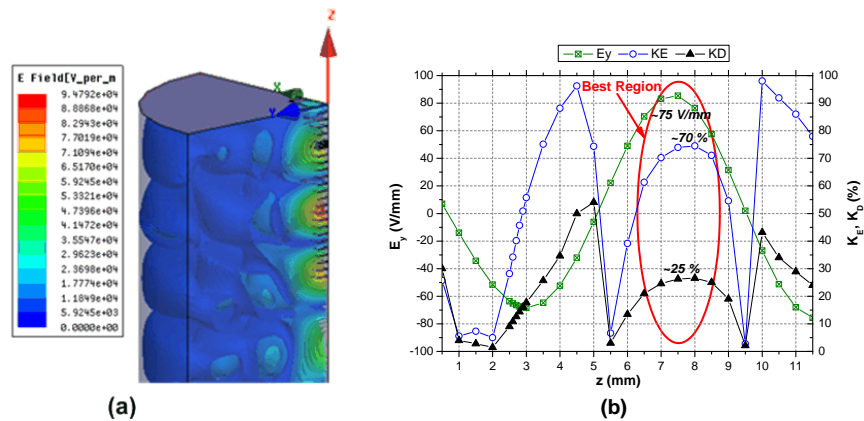 E Field[V_per_m
9.4792e+04
8.8868e+04
8.2943e+04
7.7019e+04
7.1094e+04
6.5170e+04
5.9245e+04
5.3321e+04
4.7396e+04
4.1472e+04
3.5547e+04
2.9623e+04
2.3698e+04
1.7774e+04
1.1849e+04
5.9245e+03
0.0000e+00
Z
X
Y
(a)
Ey KE KD
Best Region
~75 V/mm
~70 %
~25 %
E_y (V/mm)
100
80
60
40
20
0
-20
-40
-60
-80
-100
100
90
80
70
60
50
40
30
20
10
0
K_E, K_D (%)
1 2 3 4 5 6 7 8 9 10 11
z (mm)
(b)